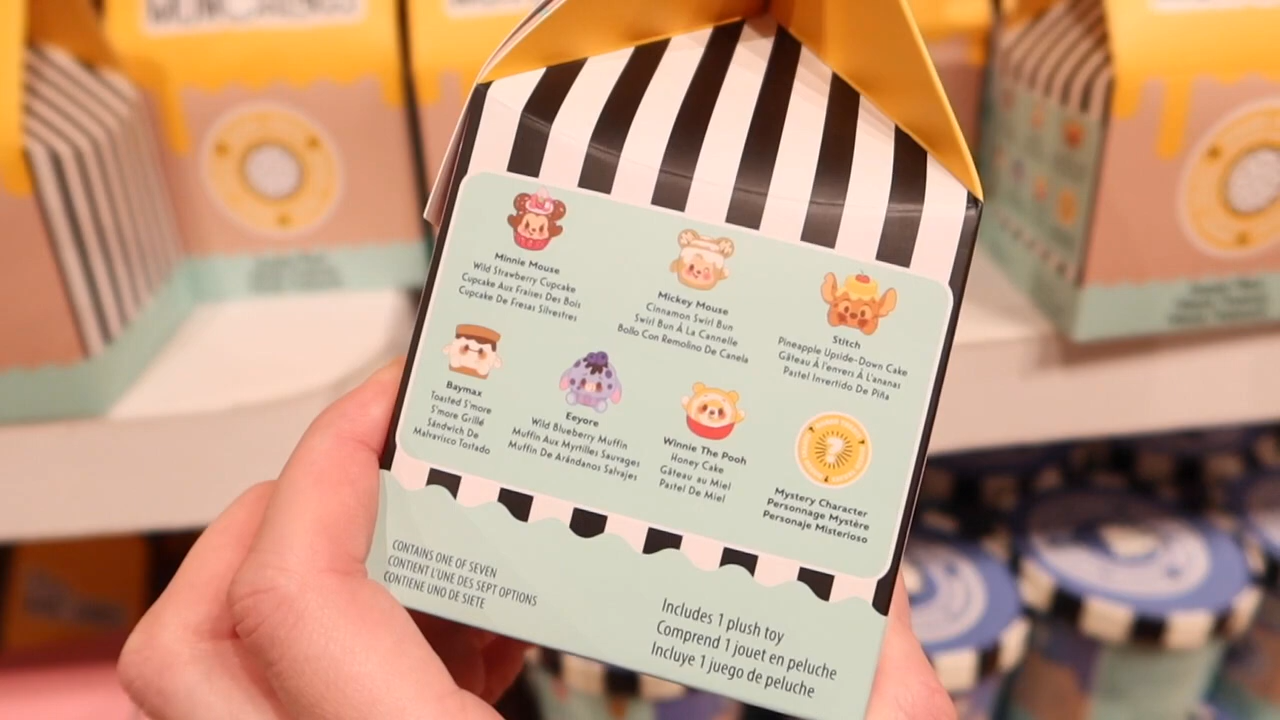 Minnie Mouse
Wild Strawberry Cupcake
Cupcake Aux Fraises Des Bois
Cupcake De Fresas Silvestres
Mickey Mouse
Cinnamon Swirl Bun
Swirl Bun À La Cannelle
Bollo Con Remolino De Canela
Stitch
Pineapple Upside-Down Cake
Gâteau À l'envers À L'ananas
Pastel Invertido De Piña
Baymax
Toasted S'more
S'more Grillé
Sándwich De
Malvavisco Tostado
Eeyore
Wild Blueberry Muffin
Muffin Aux Myrtilles Sauvages
Muffin De Arándanos Salvajes
Winnie The Pooh
Honey Cake
Gâteau au Miel
Pastel De Miel
Mystery Character
Personnage Mystère
Personaje Misterioso
CONTAINS ONE OF SEVEN
CONTIENT L'UNE DES SEPT OPTIONS
CONTIENE UNO DE SIETE
Includes 1 plush toy
Comprend 1 jouet en peluche
Incluye 1 juego de peluche